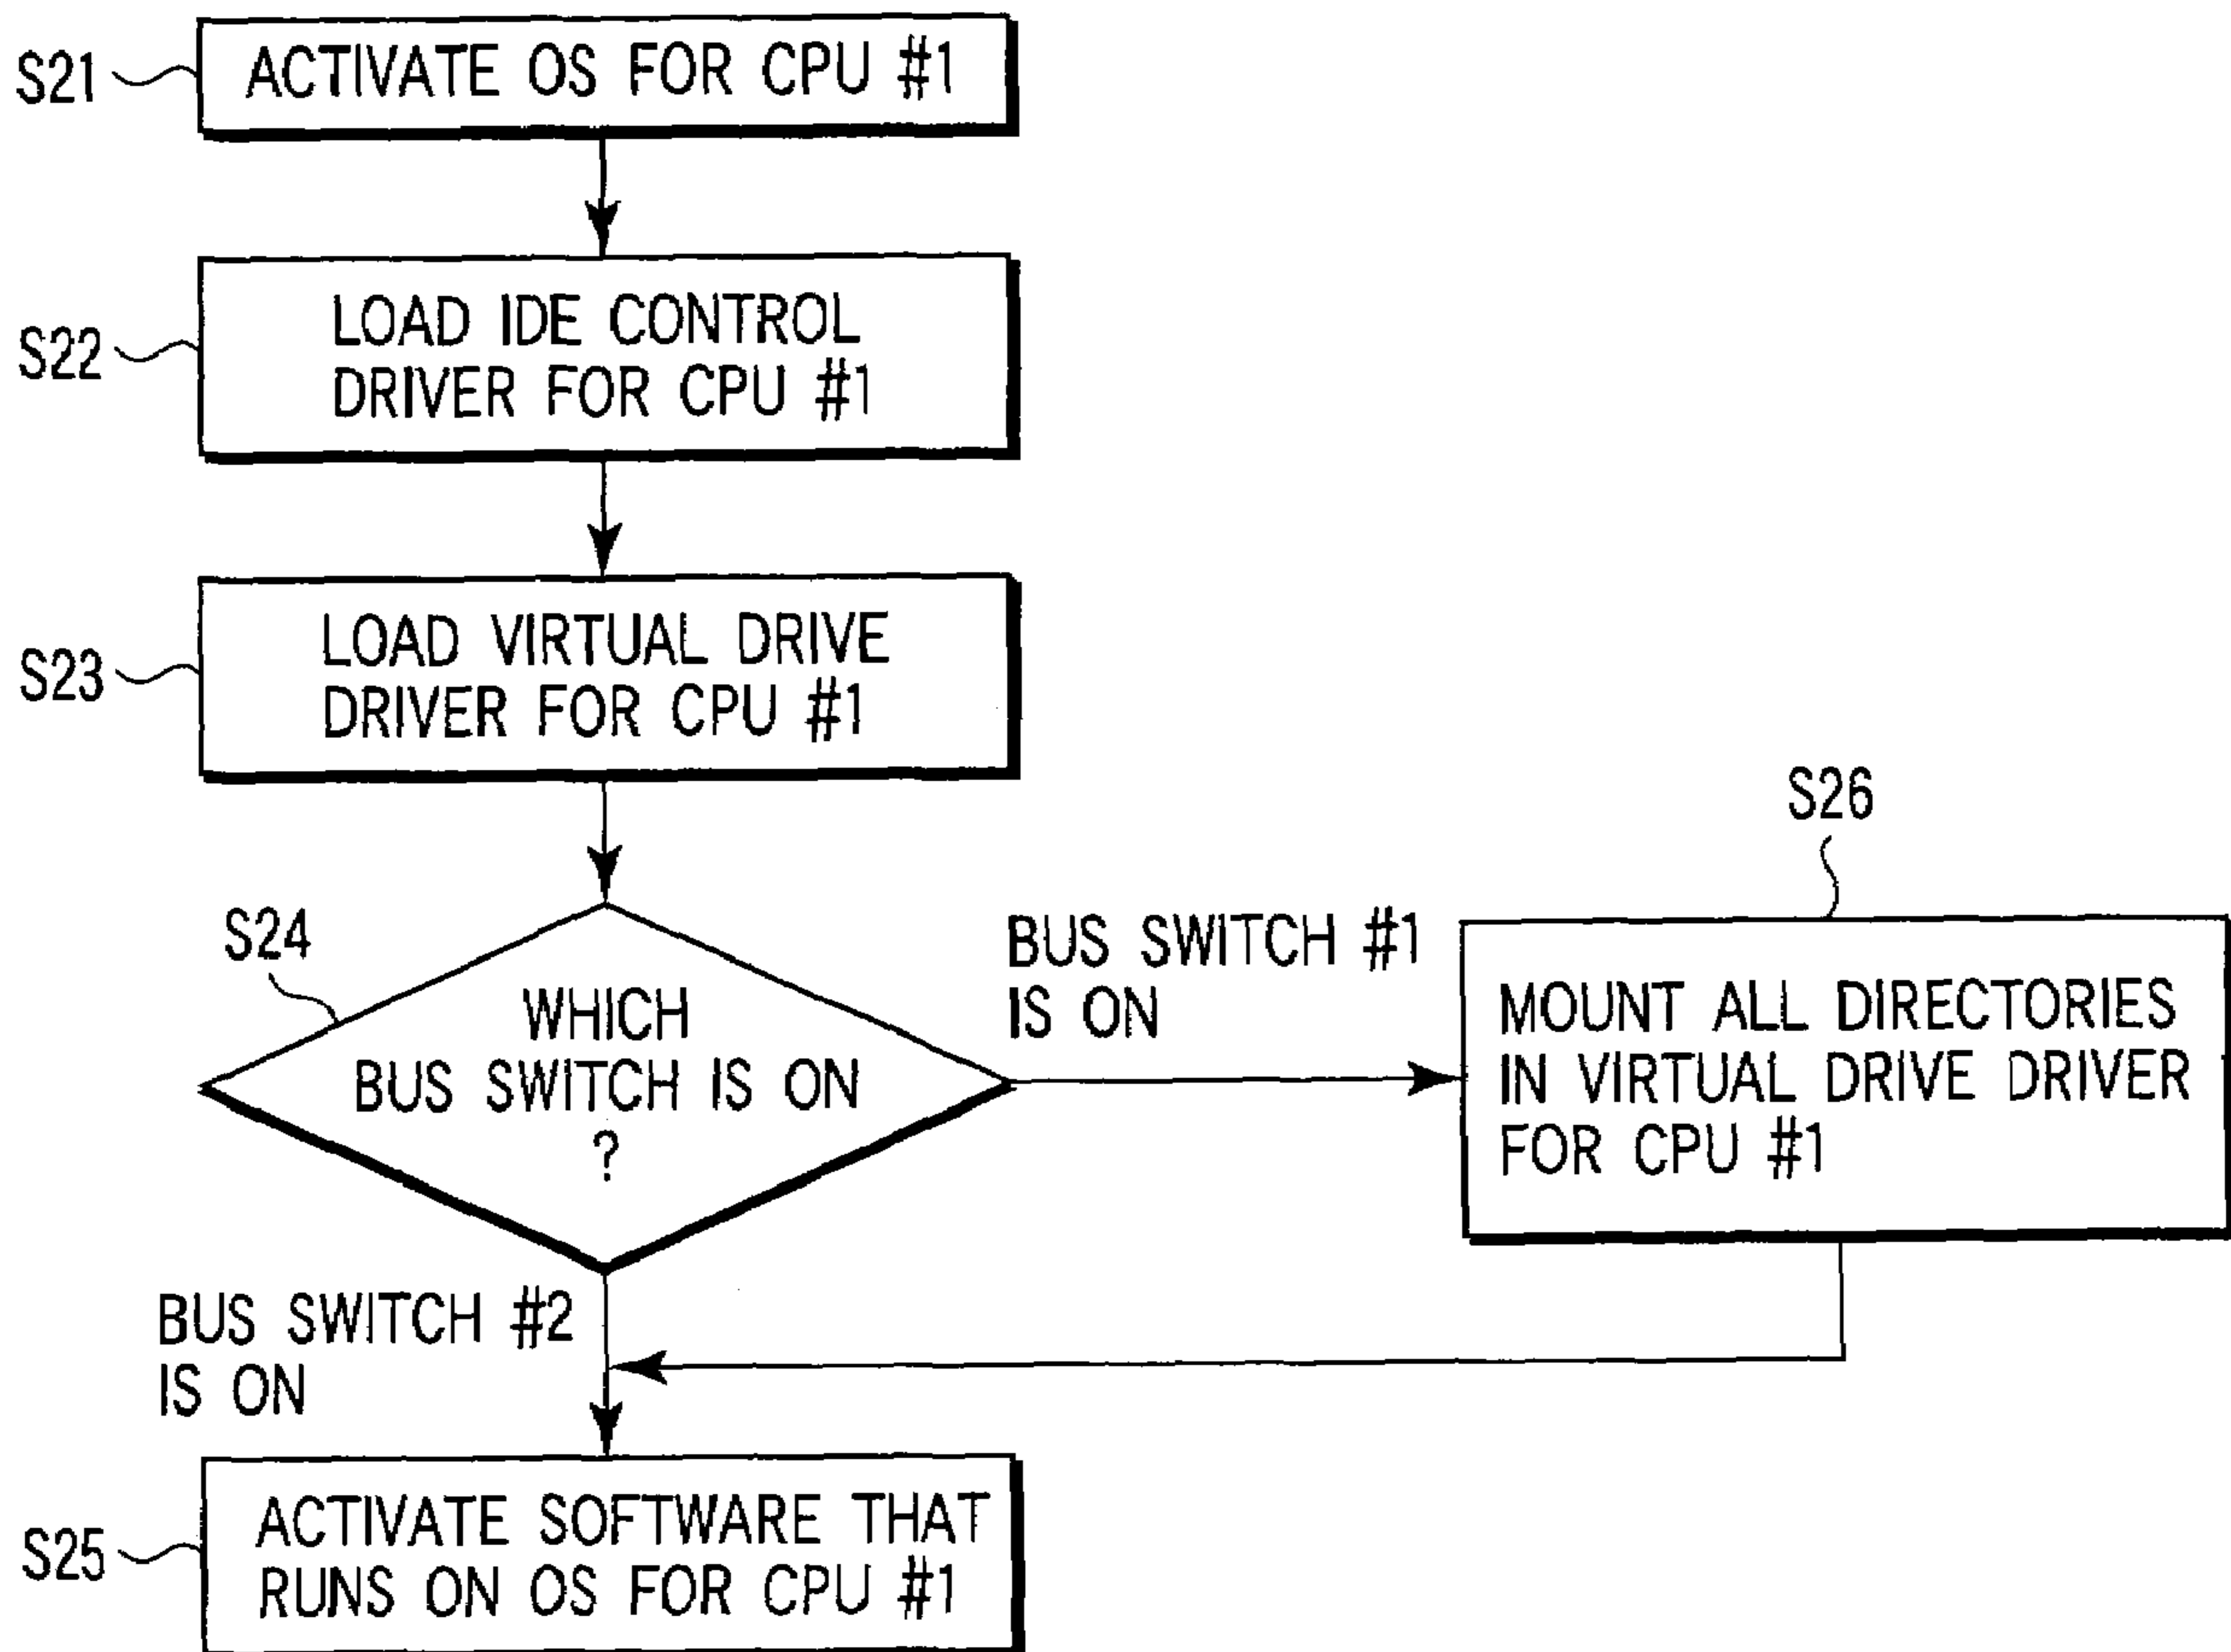 S21
ACTIVATE OS FOR CPU #1
S22
LOAD IDE CONTROL
DRIVER FOR CPU #1
S23
LOAD VIRTUAL DRIVE
DRIVER FOR CPU #1
S24
WHICH
BUS SWITCH IS ON
?
BUS SWITCH #1
IS ON
S26
MOUNT ALL DIRECTORIES
IN VIRTUAL DRIVE DRIVER
FOR CPU #1
BUS SWITCH #2
IS ON
S25
ACTIVATE SOFTWARE THAT
RUNS ON OS FOR CPU #1